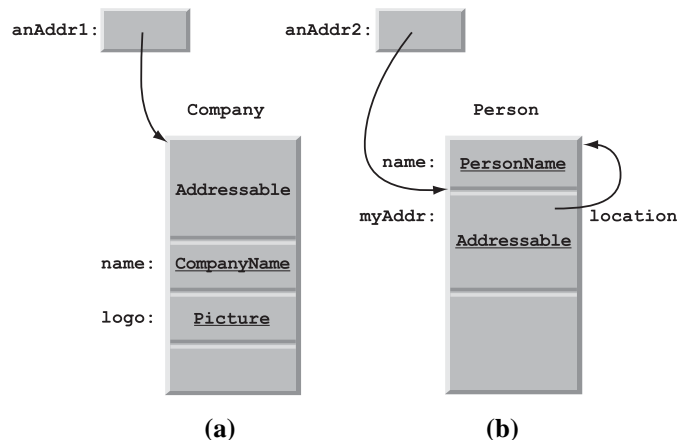 anAddr1:
anAddr2:
Company
Person
Addressable
name:
CompanyName
logo:
Picture
name:
PersonName
myAddr:
location
Addressable
(a)
(b)